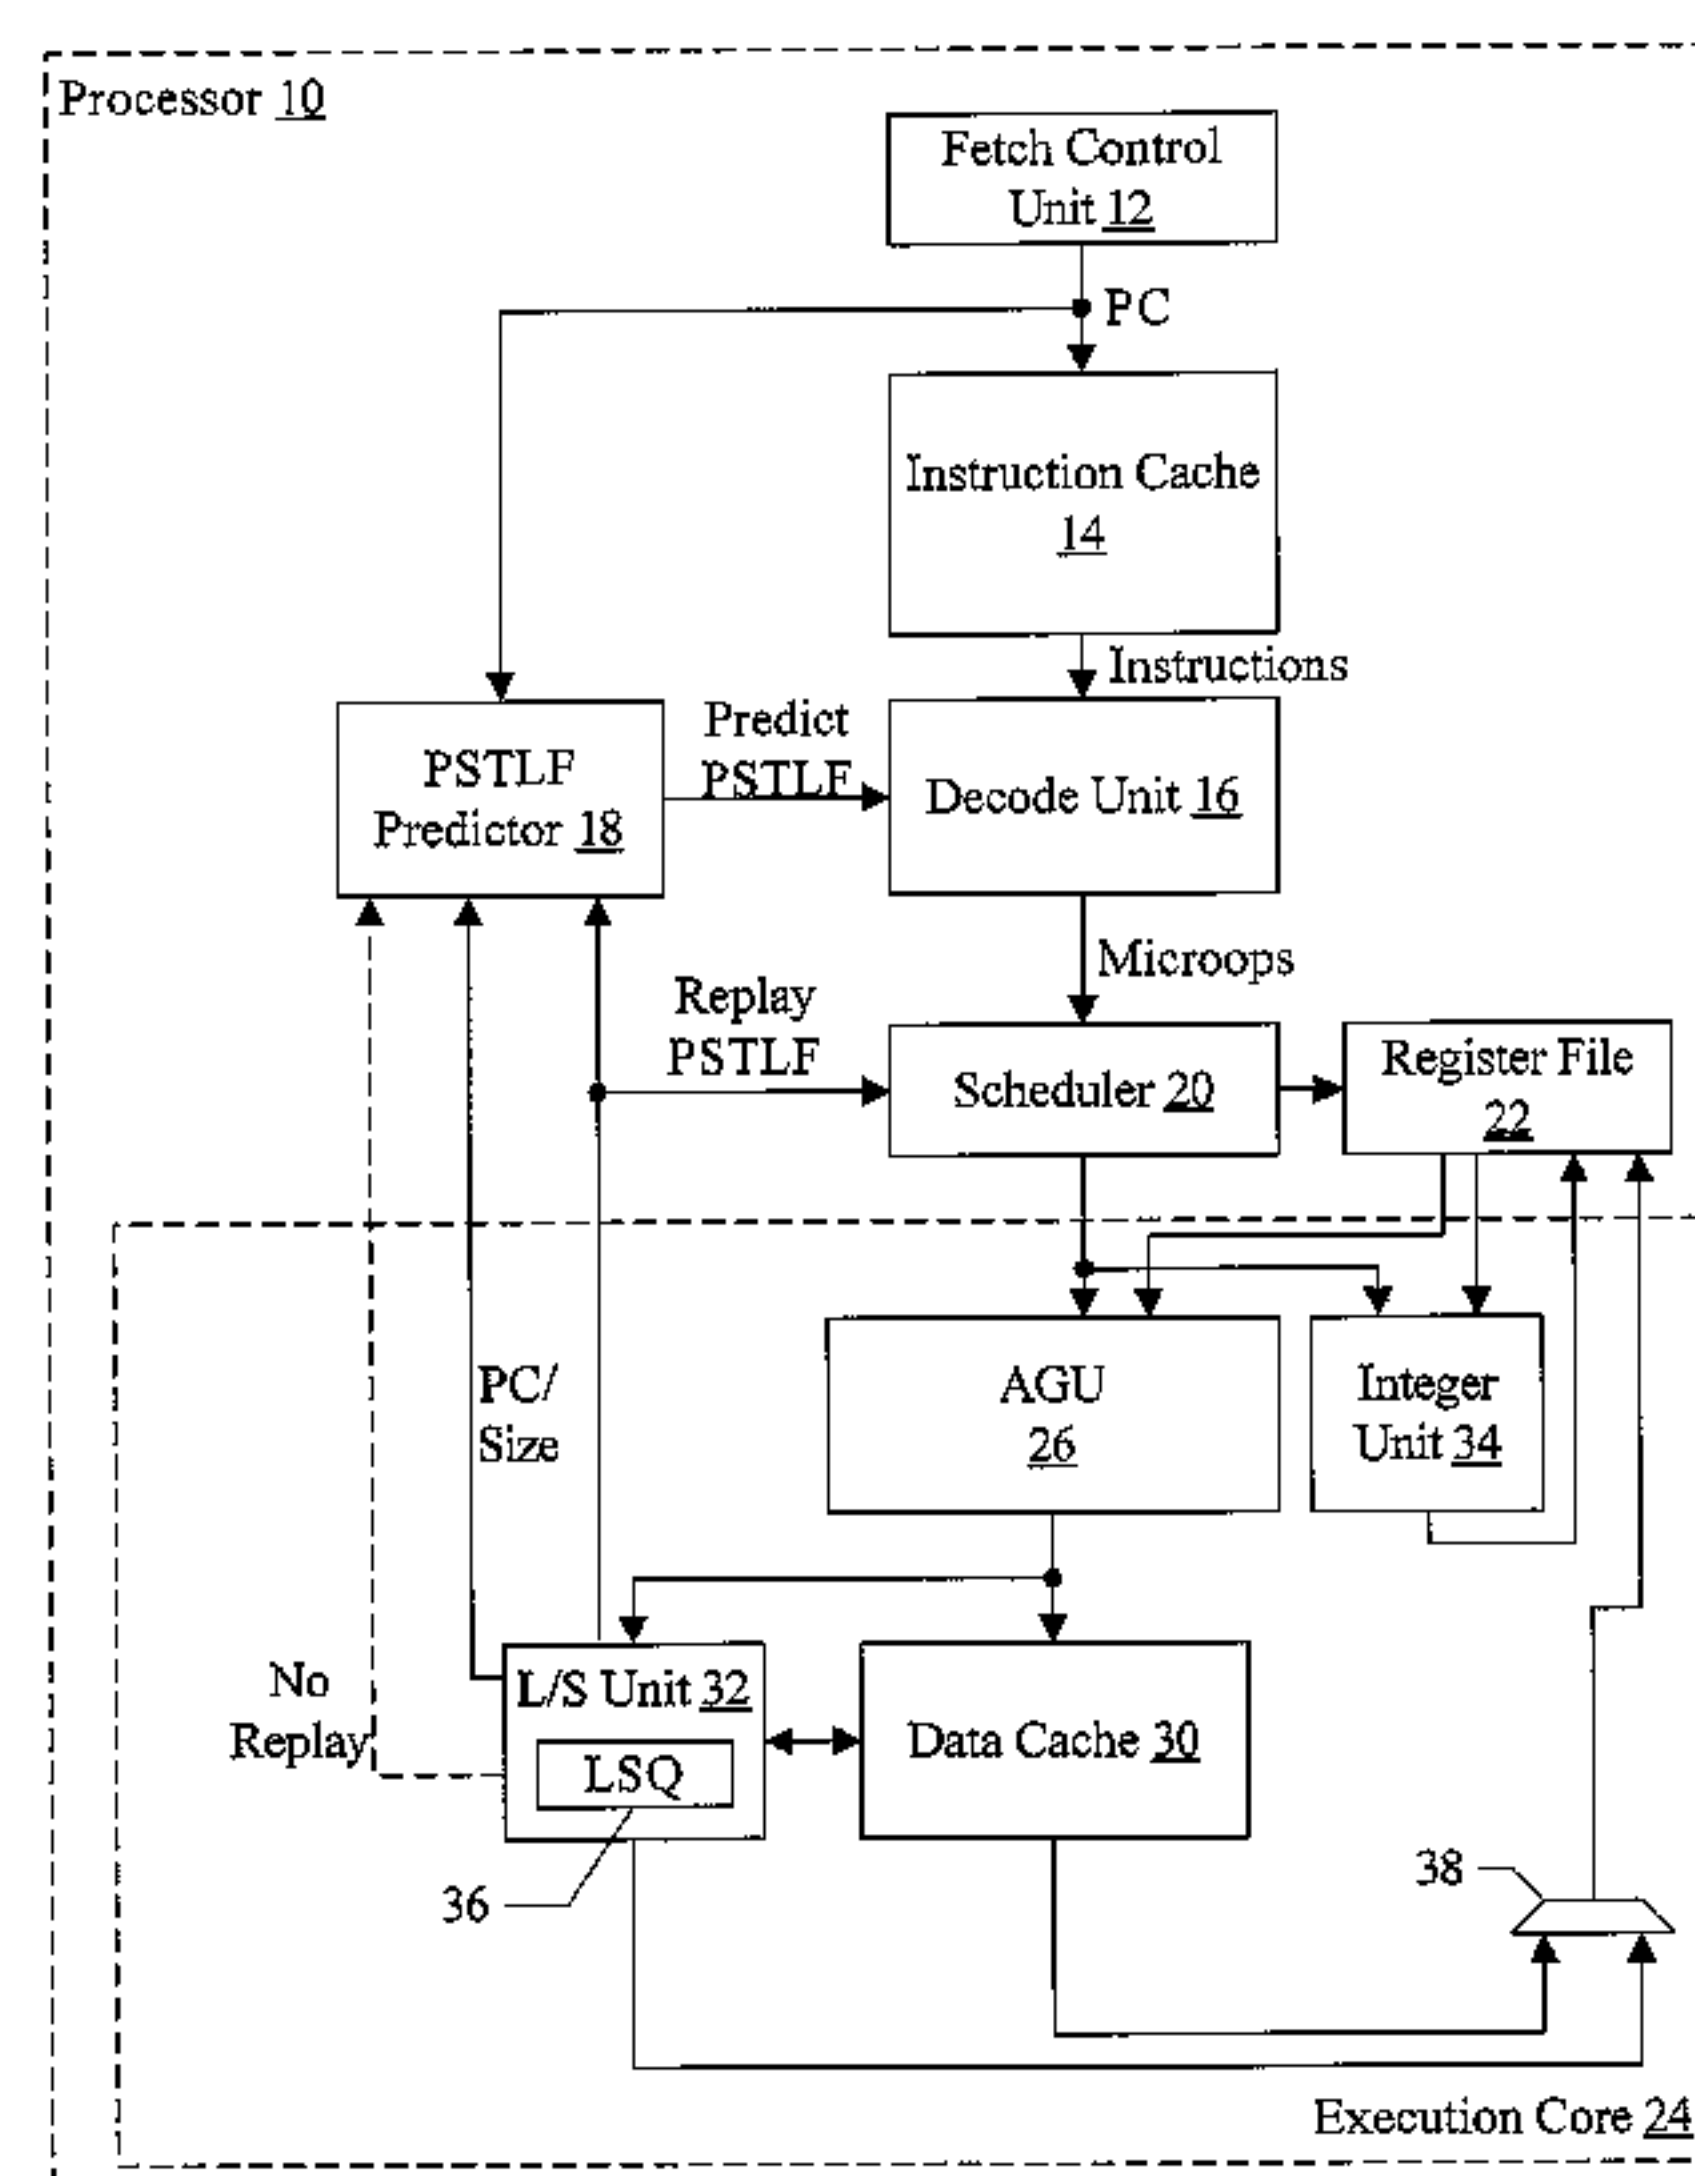 Processor 10
Fetch Control
Unit 12
PC
Instruction Cache
14
Instructions
PSTLF
Predictor 18
Predict
PSTLF
Decode Unit 16
Microops
Replay
PSTLF
Scheduler 20
Register File
22
PC/
Size
AGU
26
Integer
Unit 34
No
Replay
L/S Unit 32
LSQ
Data Cache 30
36
38
Execution Core 24